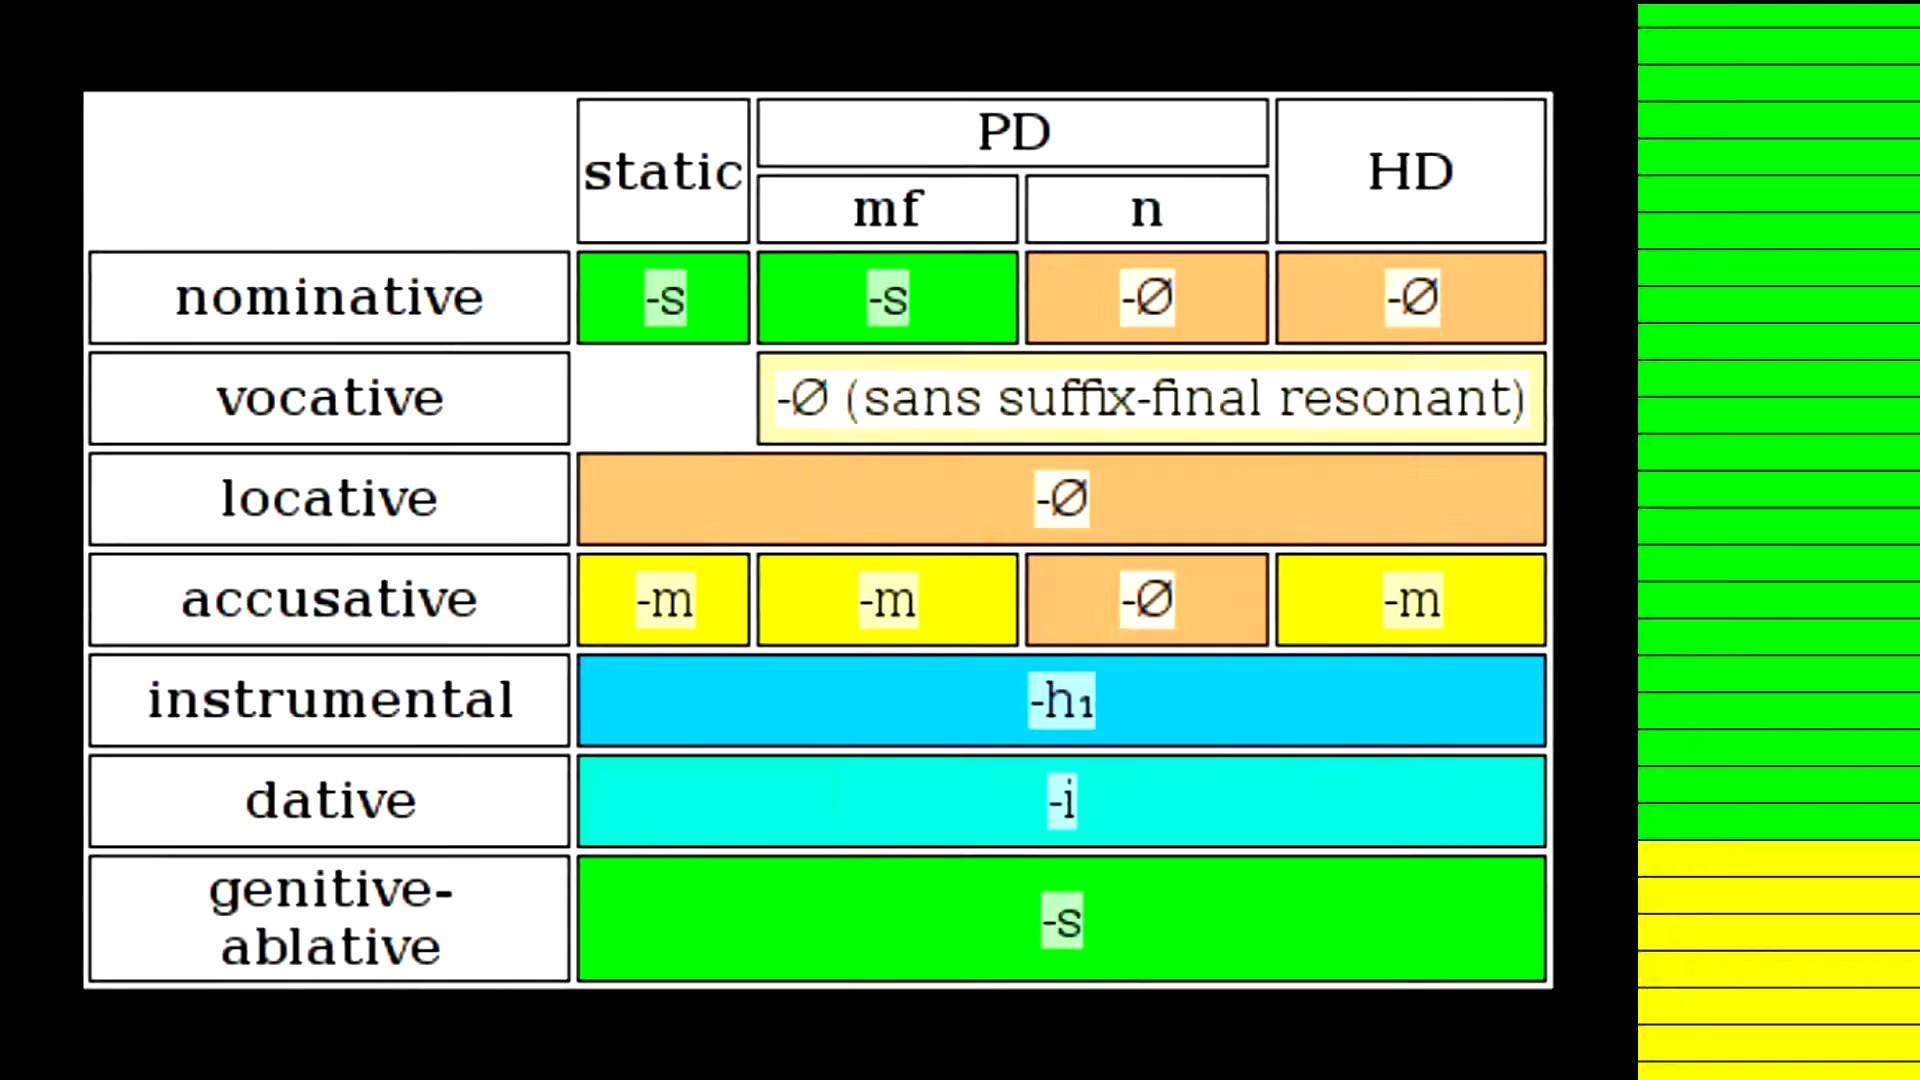 static PD HD
mf n
nominative -s -s -Ø -Ø
vocative -Ø (sans suffix-final resonant)
locative -Ø
accusative -m -m -Ø -m
instrumental -h₁
dative -i
genitive-
ablative -s